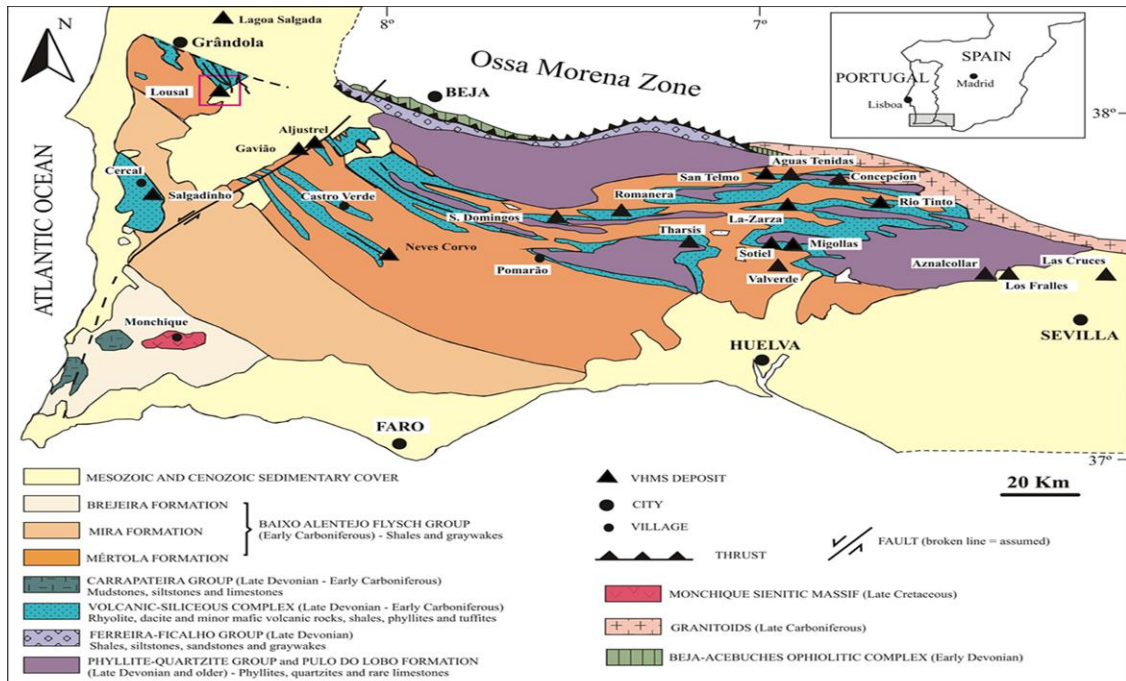 Lagoa Salgada
8º
7º
N
Grândola
SPAIN
PORTUGAL
Madrid
Lisboa
Ossa Morena Zone
Lousal
BEJA
38º
Aljustrel
Gavião
ATLANTIC OCEAN
Aguas Tenidas
San Telmo
Concepcion
Cercal
Salgadinho
Castro Verde
Romanera
Rio Tinto
S. Domingos
La-Zarza
Tharsis
Neves Corvo
Sotiel
Migollas
Pomarão
Valverde
Aznalcollar
Las Cruces
Los Fralles
Monchique
SEVILLA
HUELVA
FARO
37º
20 Km
MESOZOIC AND CENOZOIC SEDIMENTARY COVER
BREJEIRA FORMATION
MIRA FORMATION
MÉRTOLA FORMATION
BAIXO ALENTEJO FLYSCH GROUP
(Early Carboniferous) - Shales and graywakes
CARRAPATEIRA GROUP (Late Devonian - Early Carboniferous)
Mudstones, siltstones and limestones
VOLCANIC-SILICEOUS COMPLEX (Late Devonian - Early Carboniferous)
Rhyolite, dacite and minor mafic volcanic rocks, shales, phyllites and tuffites
FERREIRA-FICALHO GROUP (Late Devonian)
Shales, siltstones, sandstones and graywakes
PHYLLITE-QUARTZITE GROUP and PULO DO LOBO FORMATION
(Late Devonian and older) - Phyllites, quartzites and rare limestones
VHMS DEPOSIT
CITY
VILLAGE
THRUST
FAULT (broken line = assumed)
MONCHIQUE SIENITIC MASSIF (Late Cretaceous)
GRANITOIDS (Late Carboniferous)
BEJA-ACEBUCHES OPHIOLITIC COMPLEX (Early Devonian)